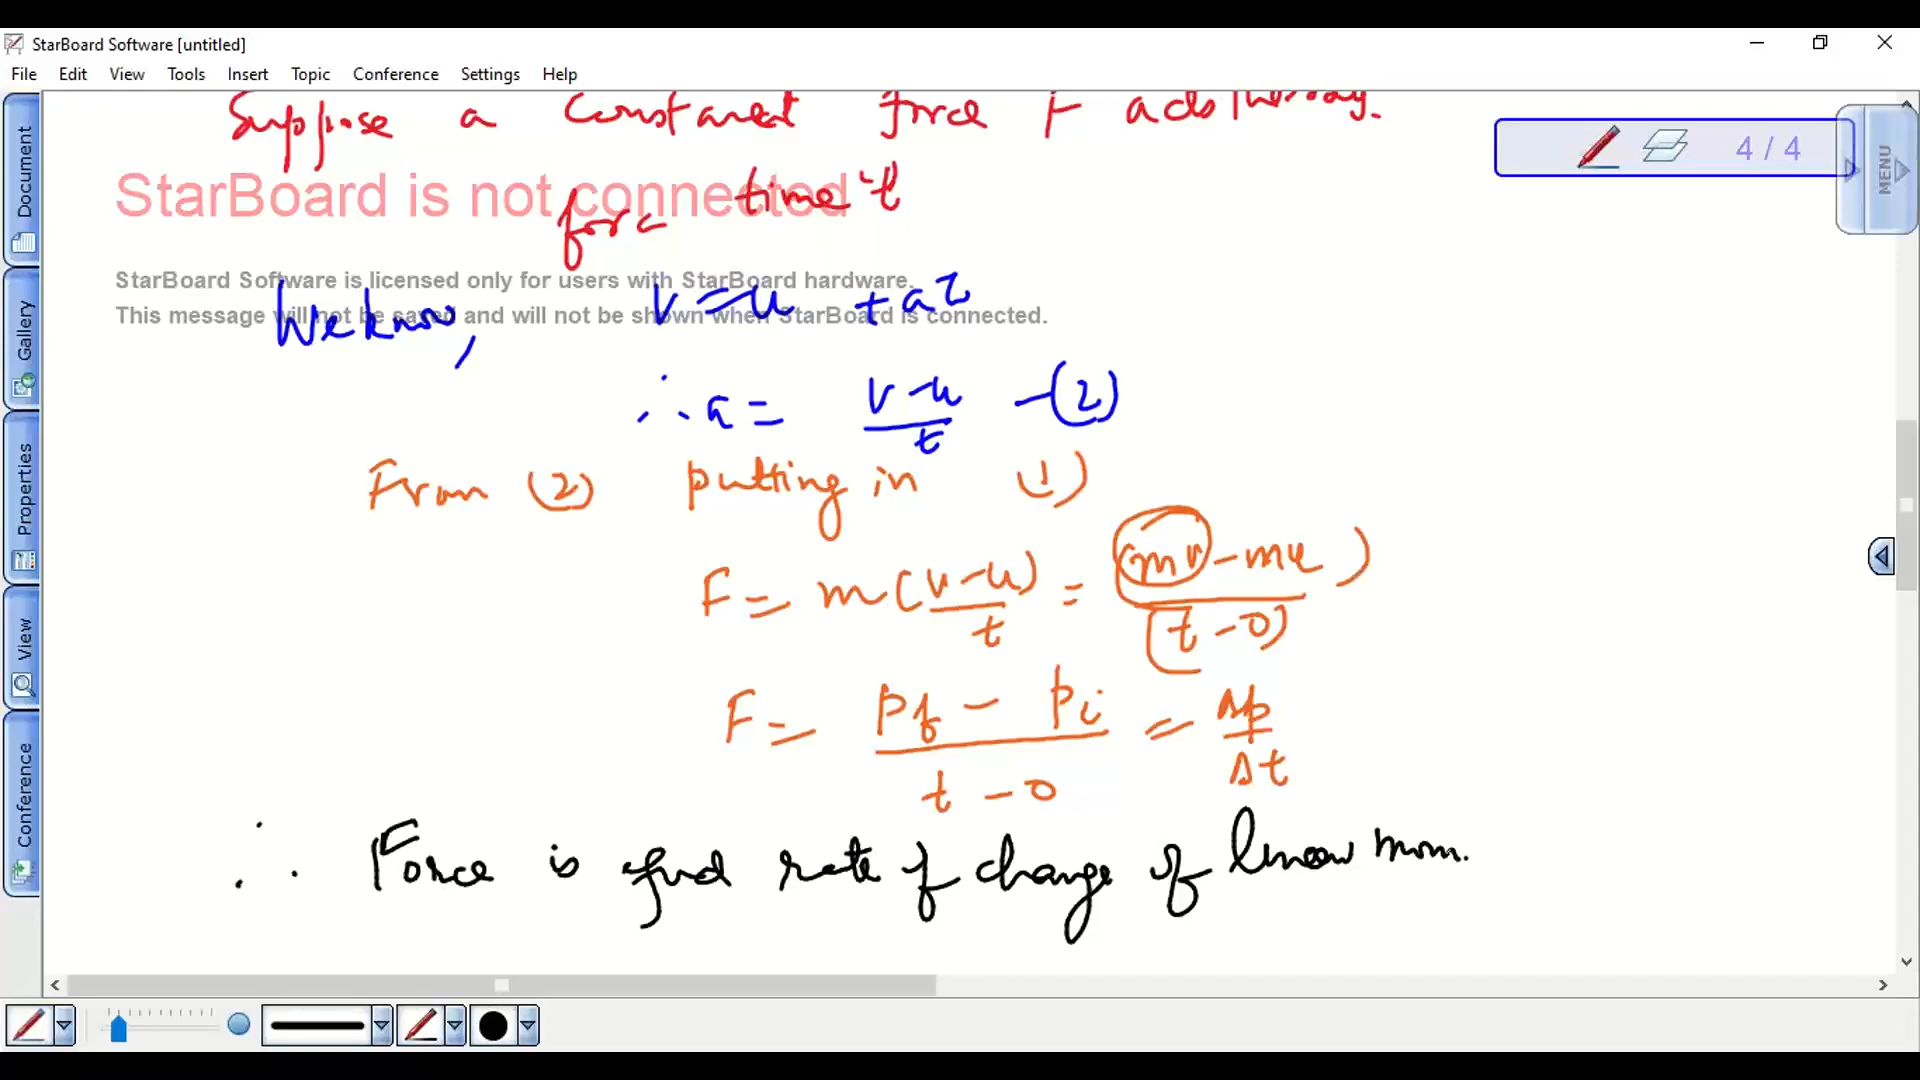 StarBoard Software [untitled]
File Edit View Tools Insert Topic Conference Settings Help
Suppose a constant force F acts
4 / 4
MENU
StarBoard is not connected
for a time 't
StarBoard Software is licensed only for users with StarBoard hardware.
This message will not be saved and will not be shown when StarBoard is connected.
We know, v = u + at
∴ a = v-u/t -(2)
From (2) putting in (1)
F = m(v-u)/t = (mv-mu)/(t-0)
F = pf - pi / t-0 = Δp/Δt
∴ Force is equal rate of change of linear mom.
Document
Gallery
Properties
View
Conference